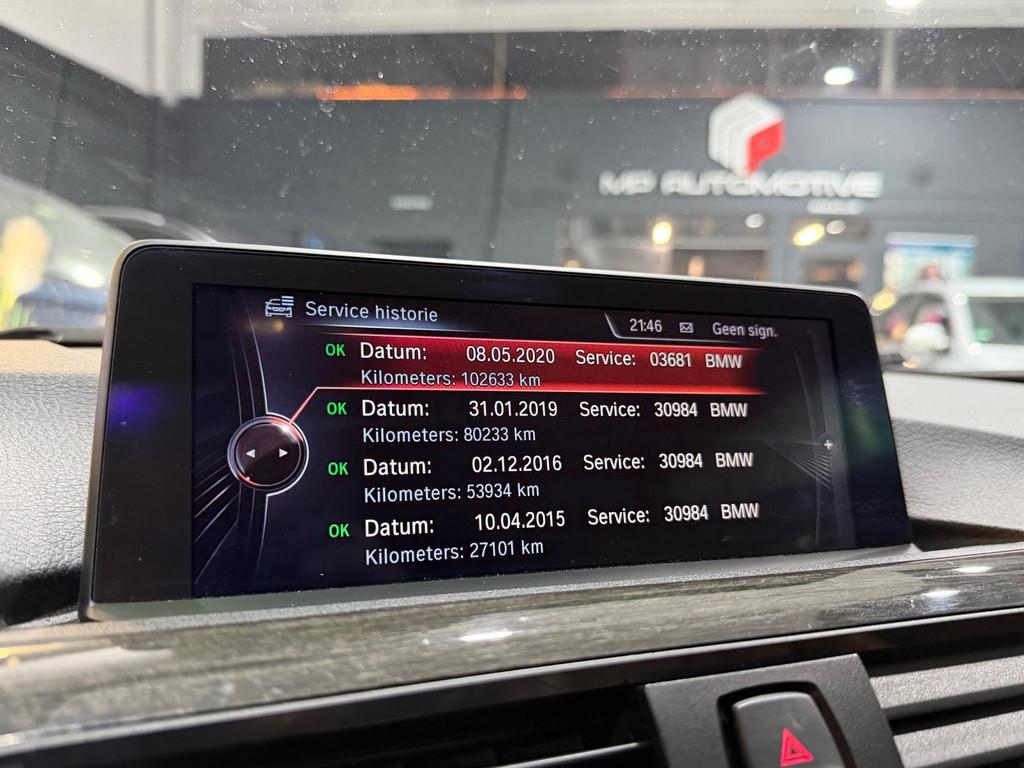 MP AUTOMOTIVE
Service historie
21:46 Geen sign.
OK Datum: 08.05.2020 Service: 03681 BMW
Kilometers: 102633 km
OK Datum: 31.01.2019 Service: 30984 BMW
Kilometers: 80233 km
OK Datum: 02.12.2016 Service: 30984 BMW
Kilometers: 53934 km
OK Datum: 10.04.2015 Service: 30984 BMW
Kilometers: 27101 km